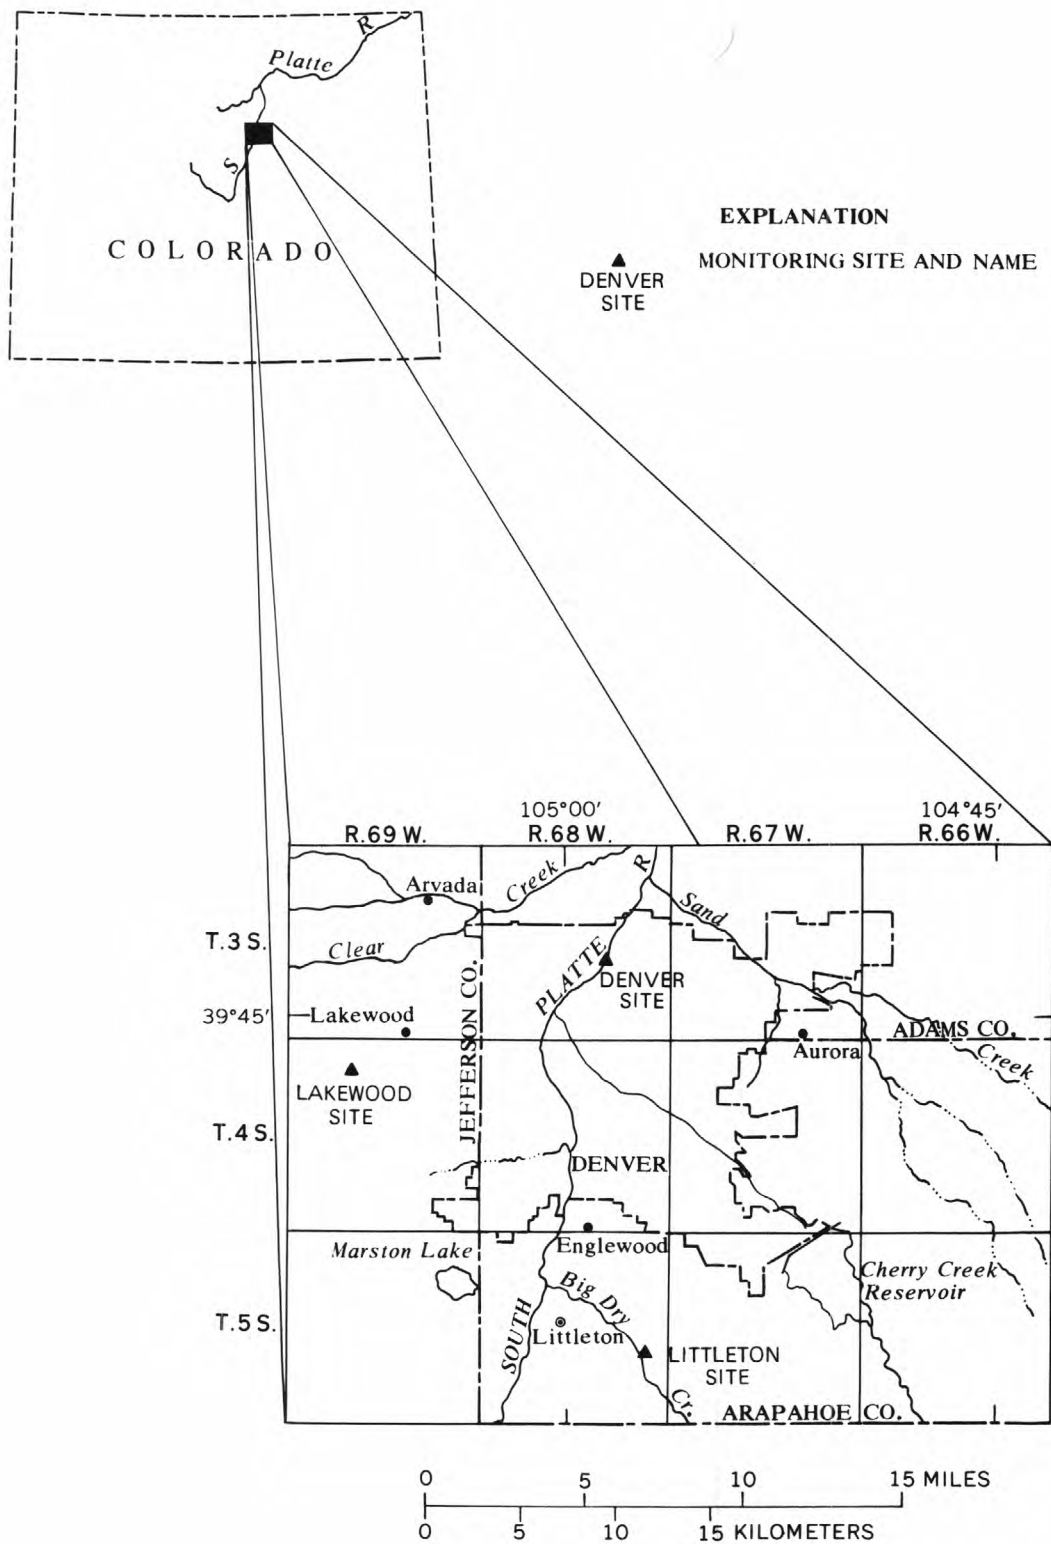 Platte R
S
COLORADO
EXPLANATION
DENVER
SITE
MONITORING SITE AND NAME
105°00'
104°45'
R.69 W.
R.68 W.
R.67 W.
R.66 W.
T.3 S.
39°45'
T.4 S.
T.5 S.
Arvada
Creek
R
Sand
Clear
PLATTE
DENVER
SITE
JEFFERSON CO.
Lakewood
ADAMS CO.
Aurora
Creek
LAKEWOOD
SITE
DENVER
Marston Lake
Englewood
Cherry Creek
Reservoir
Big Dry
SOUTH
Littleton
LITTLETON
SITE
Cr.
ARAPAHOE CO.
0 5 10 15 MILES
0 5 10 15 KILOMETERS